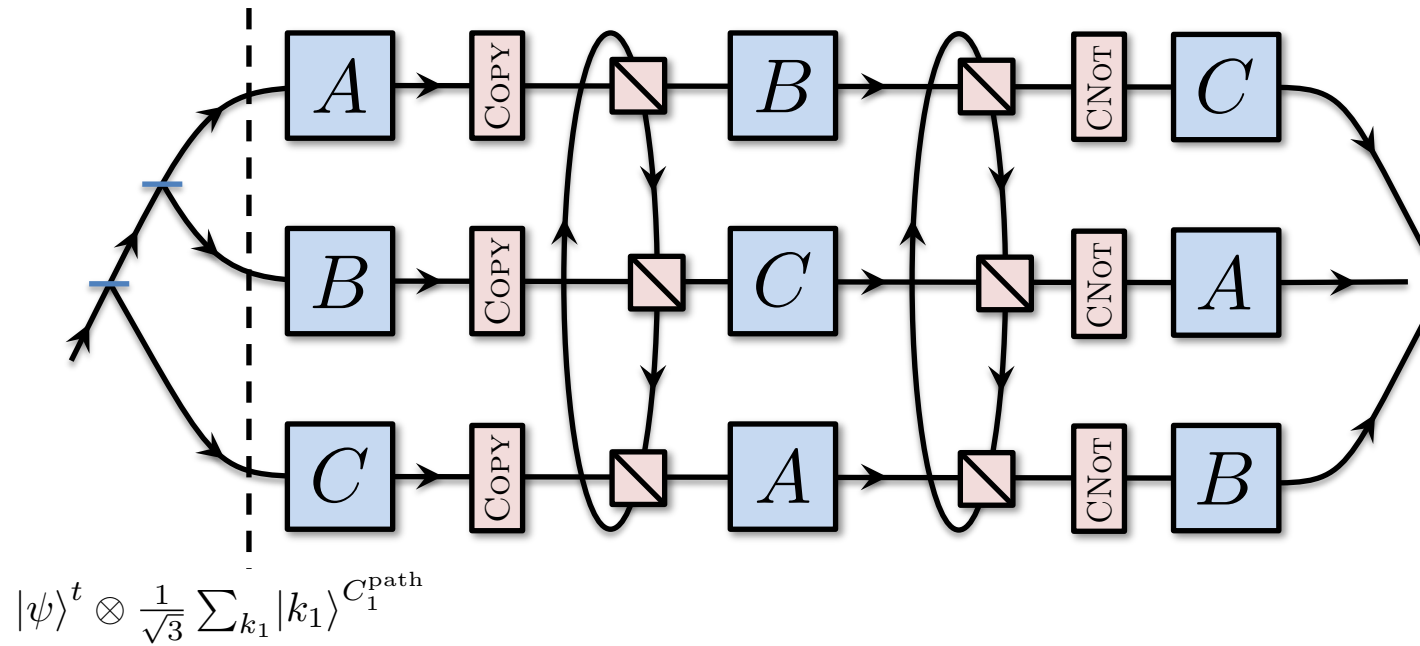 A COPY B CNOT C
B COPY C CNOT A
C COPY A CNOT B
|ψ⟩^t ⊗ 1/√3 ∑_{k_1} |k_1⟩^{C_1^{path}}